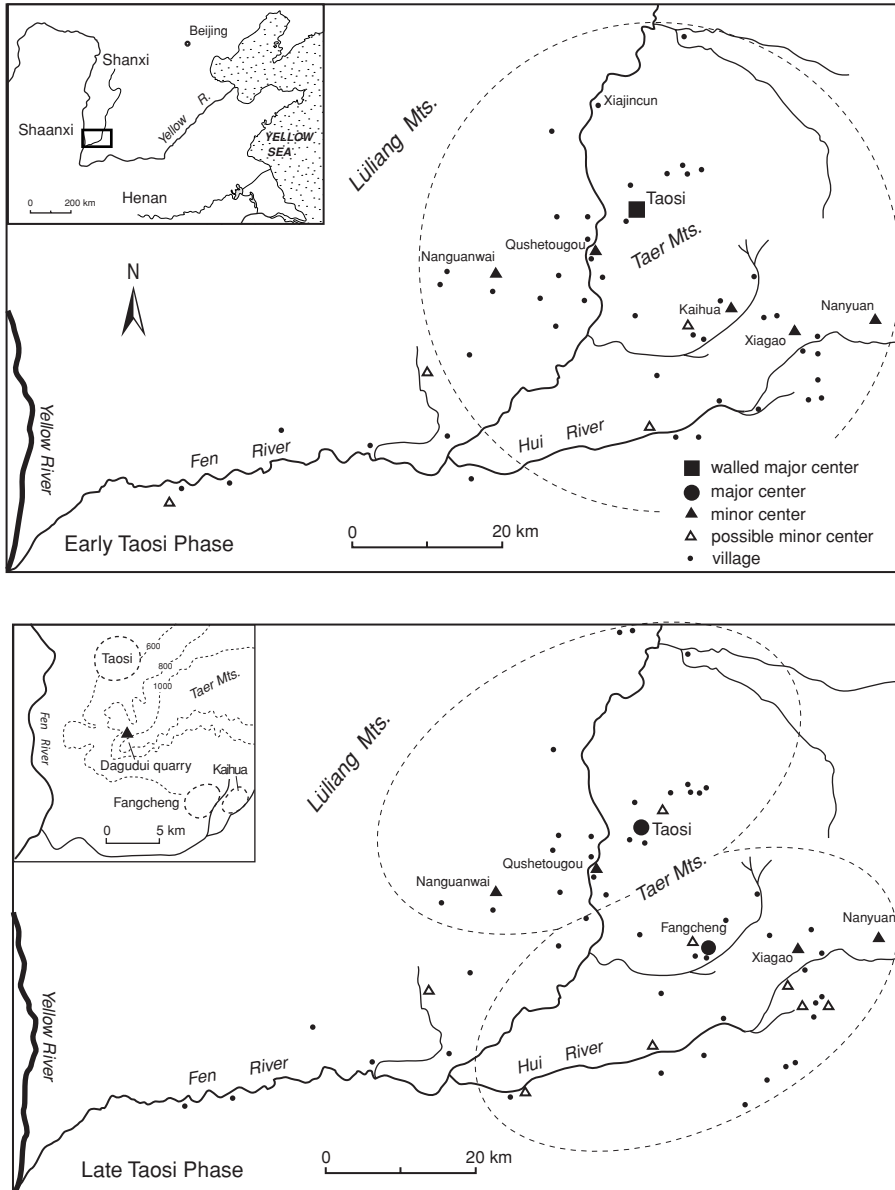 Beijing
Shanxi
Shaanxi
Yellow R.
YELLOW
SEA
Henan
0 200 km
N
Lüliang Mts.
Xiajincun
Taosi
Qushetougou
Taer Mts.
Nanguanwai
Kaihua
Nanyuan
Xiagao
Yellow River
Fen River
Hui River
walled major center
major center
minor center
possible minor center
village
Early Taosi Phase
0 20 km
Taosi
600
800
1000
Taer Mts.
Fen River
Dagudui quarry
Kaihua
Fangcheng
0 5 km
Lüliang Mts.
Taosi
Qushetougou
Taer Mts.
Nanguanwai
Fangcheng
Nanyuan
Xiagao
Yellow River
Fen River
Hui River
Late Taosi Phase
0 20 km